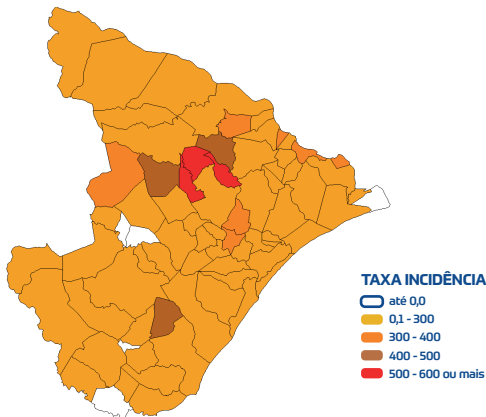 TAXA INCIDÊNCIA
até 0,0
0,1 - 300
300 - 400
400 - 500
500 - 600 ou mais